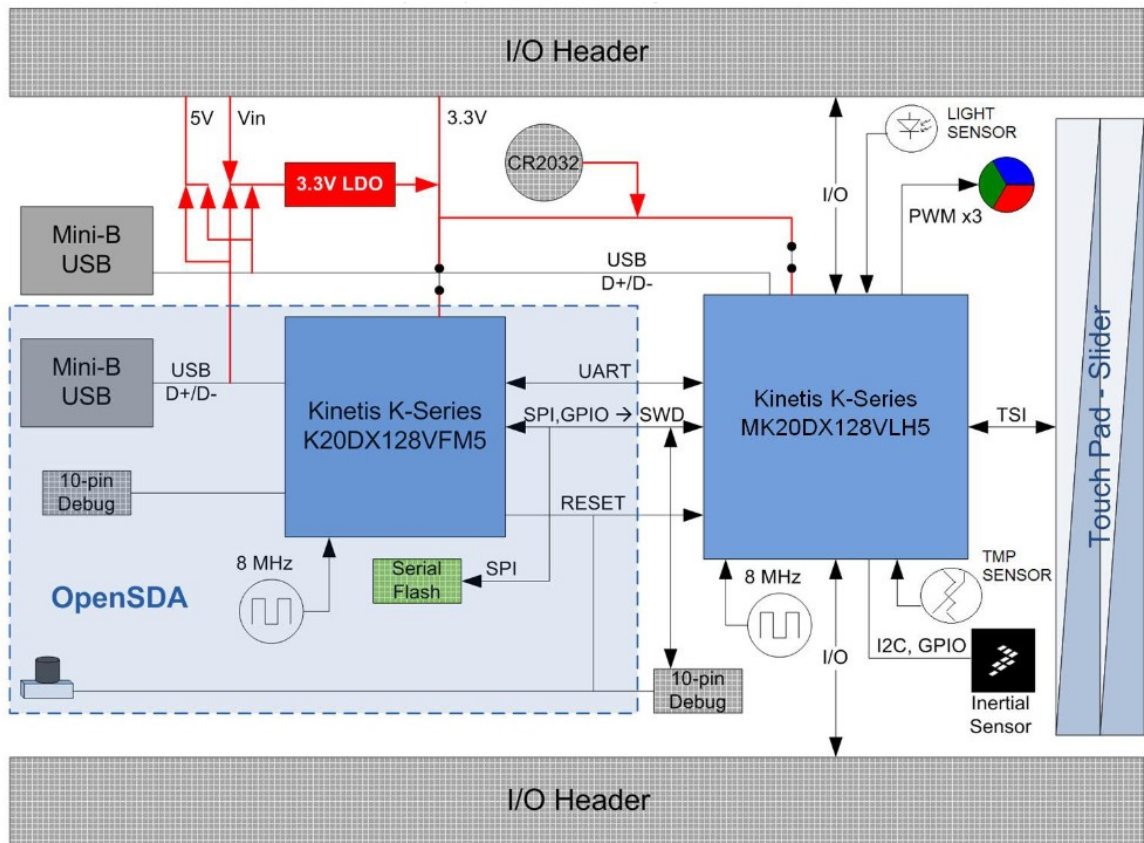 I/O Header
5V
Vin
3.3V
LIGHT
SENSOR
CR2032
3.3V LDO
I/O
PWM x3
Mini-B
USB
USB
D+/D-
Mini-B
USB
USB
D+/D-
Kinetis K-Series
K20DX128VFM5
UART
SPI,GPIO → SWD
Kinetis K-Series
MK20DX128VLH5
TSI
Touch Pad - Slider
10-pin
Debug
RESET
8 MHz
Serial
Flash
SPI
OpenSDA
8 MHz
TMP
SENSOR
I/O
I2C, GPIO
10-pin
Debug
Inertial
Sensor
I/O Header